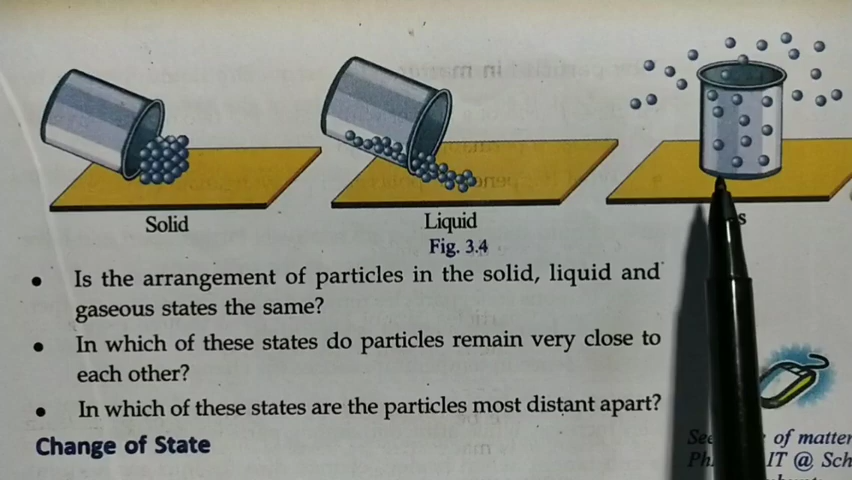 Solid
Liquid
Fig. 3.4
• Is the arrangement of particles in the solid, liquid and
gaseous states the same?
• In which of these states do particles remain very close to
each other?
• In which of these states are the particles most distant apart?
Change of State
of matter
IT @ Sch